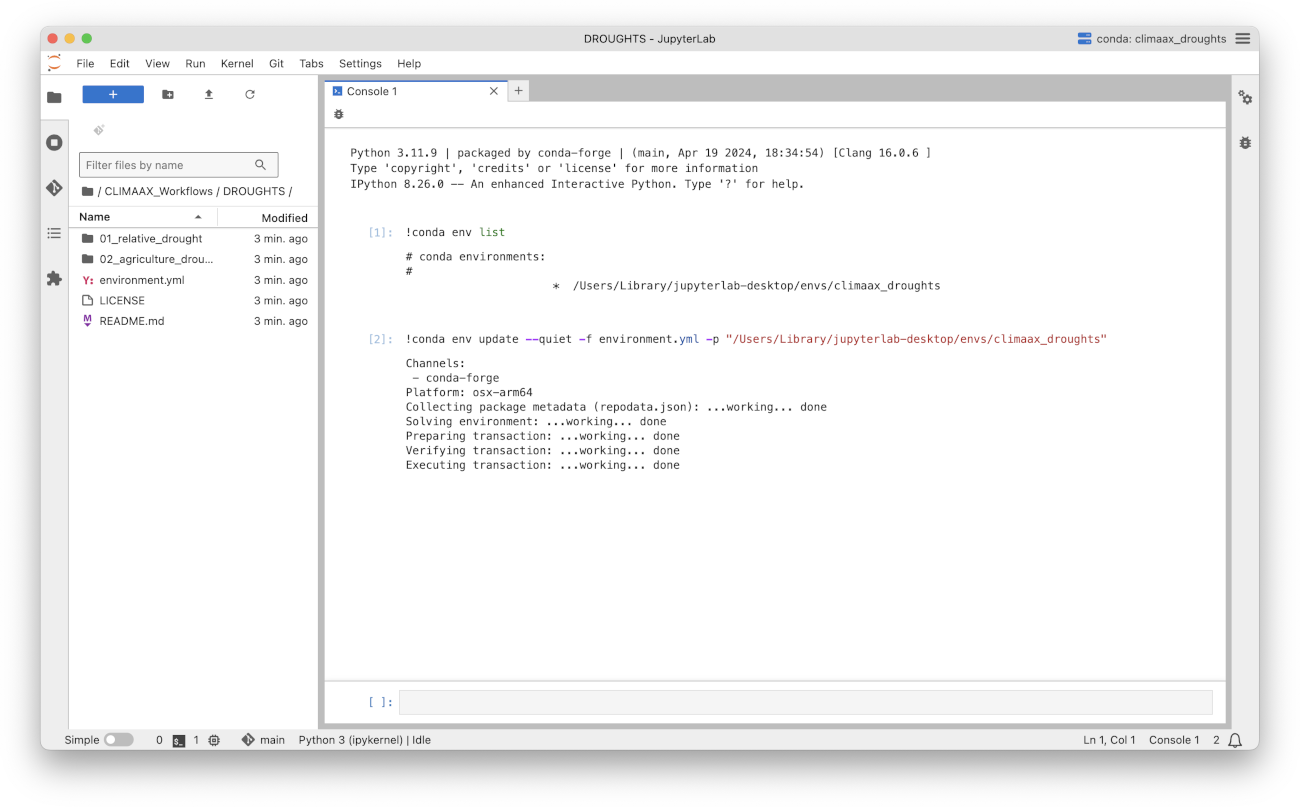 DROUGHTS - JupyterLab
conda: climaax_droughts
File Edit View Run Kernel Git Tabs Settings Help
+
Filter files by name
/ CLIMAAX_Workflows / DROUGHTS /
Name Modified
01_relative_drought 3 min. ago
02_agriculture_drou... 3 min. ago
Y: environment.yml 3 min. ago
LICENSE 3 min. ago
M README.md 3 min. ago
Console 1
+
Python 3.11.9 | packaged by conda-forge | (main, Apr 19 2024, 18:34:54) [Clang 16.0.6 ]
Type 'copyright', 'credits' or 'license' for more information
IPython 8.26.0 -- An enhanced Interactive Python. Type '?' for help.
[1]: !conda env list
# conda environments:
#
* /Users/Library/jupyterlab-desktop/envs/climaax_droughts
[2]: !conda env update --quiet -f environment.yml -p "/Users/Library/jupyterlab-desktop/envs/climaax_droughts"
Channels:
- conda-forge
Platform: osx-arm64
Collecting package metadata (repodata.json): ...working... done
Solving environment: ...working... done
Preparing transaction: ...working... done
Verifying transaction: ...working... done
Executing transaction: ...working... done
[ ]:
Simple 0 1 main Python 3 (ipykernel) | Idle Ln 1, Col 1 Console 1 2